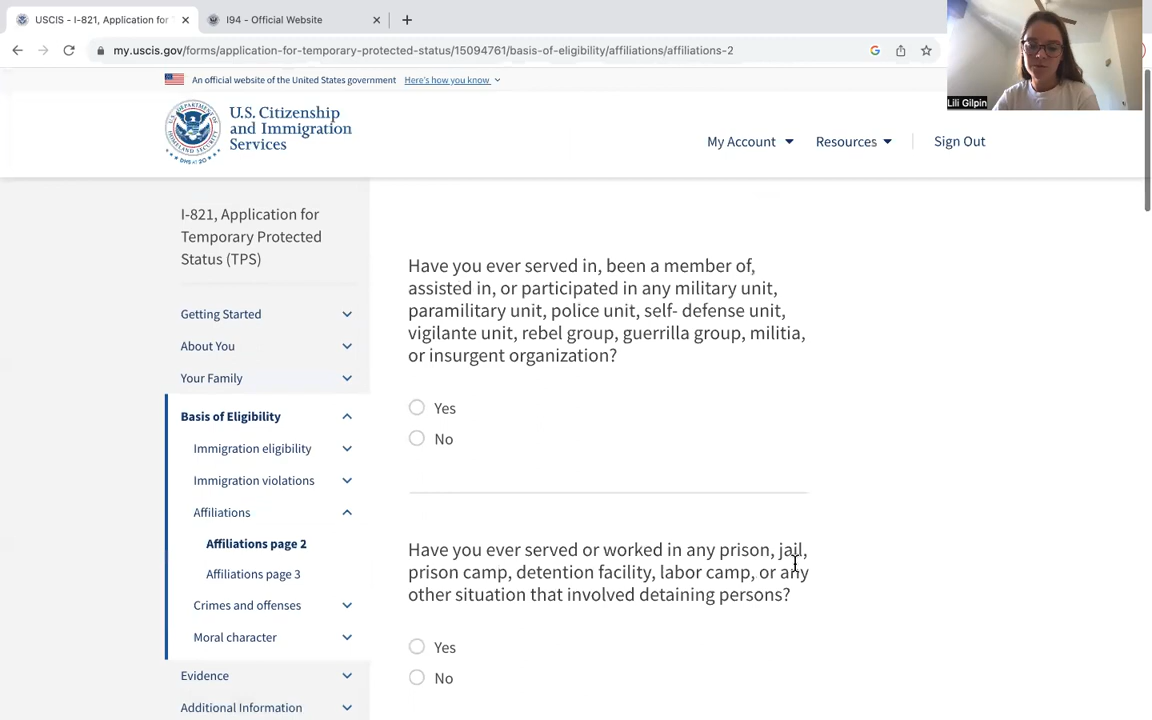 USCIS - I-821, Application for
I94 - Official Website
my.uscis.gov/forms/application-for-temporary-protected-status/15094761/basis-of-eligibility/affiliations/affiliations-2
An official website of the United States government Here's how you know
Lili Gilpin
U.S. Citizenship
and Immigration
Services
My Account
Resources
Sign Out
I-821, Application for
Temporary Protected
Status (TPS)
Getting Started
About You
Your Family
Basis of Eligibility
Immigration eligibility
Immigration violations
Affiliations
Affiliations page 2
Affiliations page 3
Crimes and offenses
Moral character
Evidence
Additional Information
Have you ever served in, been a member of,
assisted in, or participated in any military unit,
paramilitary unit, police unit, self- defense unit,
vigilante unit, rebel group, guerrilla group, militia,
or insurgent organization?
Yes
No
Have you ever served or worked in any prison, jail,
prison camp, detention facility, labor camp, or any
other situation that involved detaining persons?
Yes
No